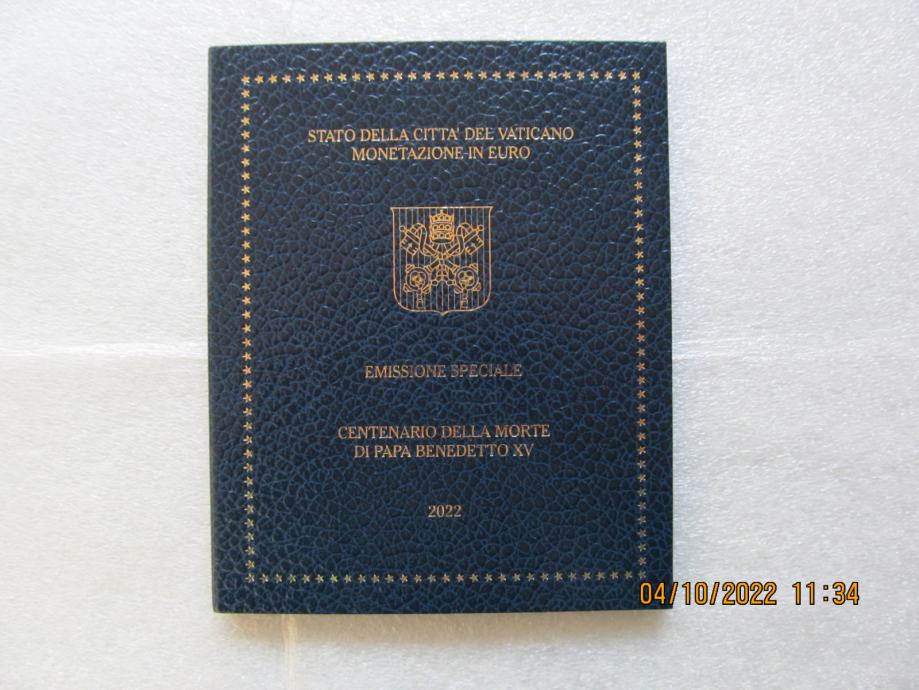 STATO DELLA CITTA' DEL VATICANO
MONETAZIONE IN EURO
EMISSIONE SPECIALE
CENTENARIO DELLA MORTE
DI PAPA BENEDETTO XV
2022
04/10/2022 11:34